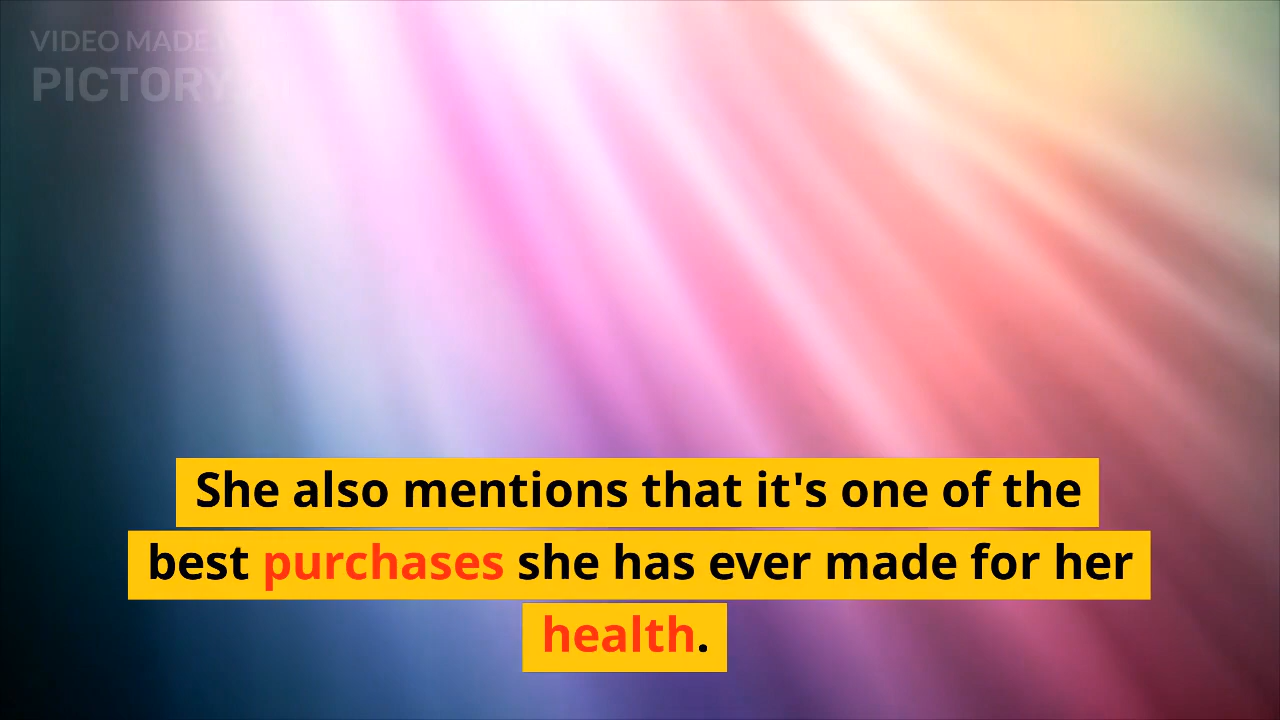 VIDEO MADE
PICTORY
She also mentions that it's one of the
best purchases she has ever made for her
health.